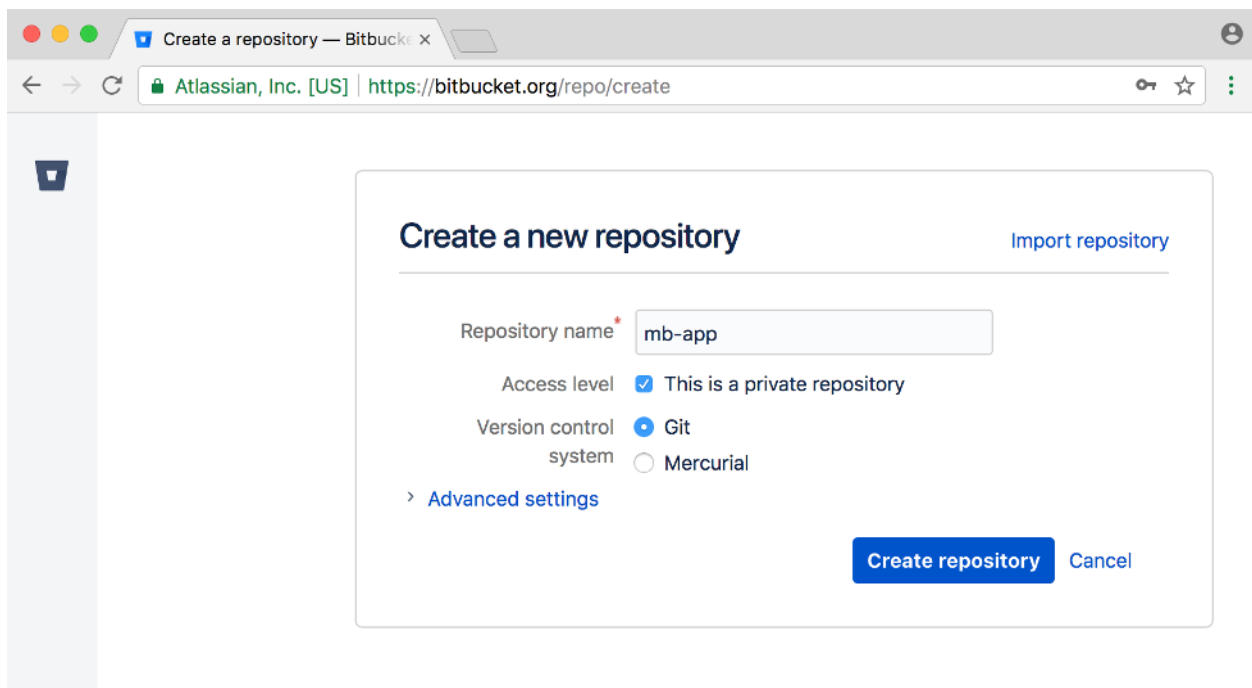 Create a repository — Bitbucke
Atlassian, Inc. [US] https://bitbucket.org/repo/create
Create a new repository
Import repository
Repository name*
mb-app
Access level
This is a private repository
Version control system
Git
Mercurial
Advanced settings
Create repository
Cancel